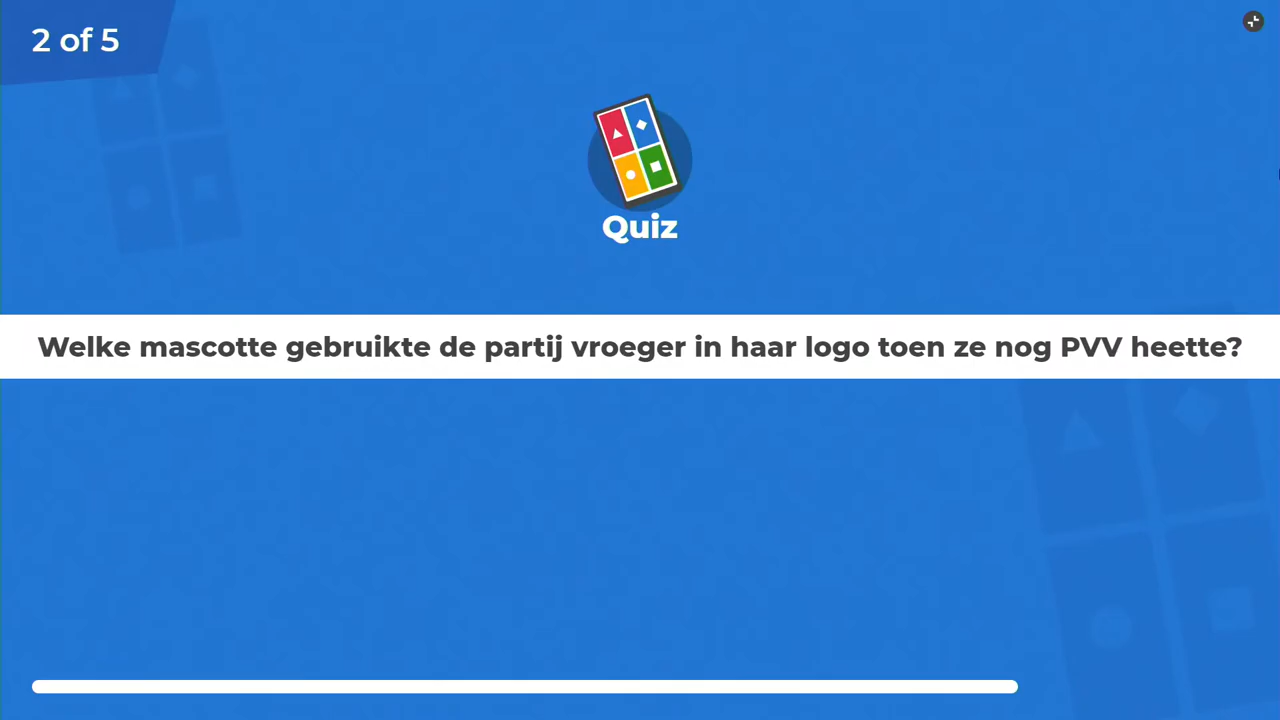 2 of 5
Quiz
Welke mascotte gebruikte de partij vroeger in haar logo toen ze nog PVV heette?